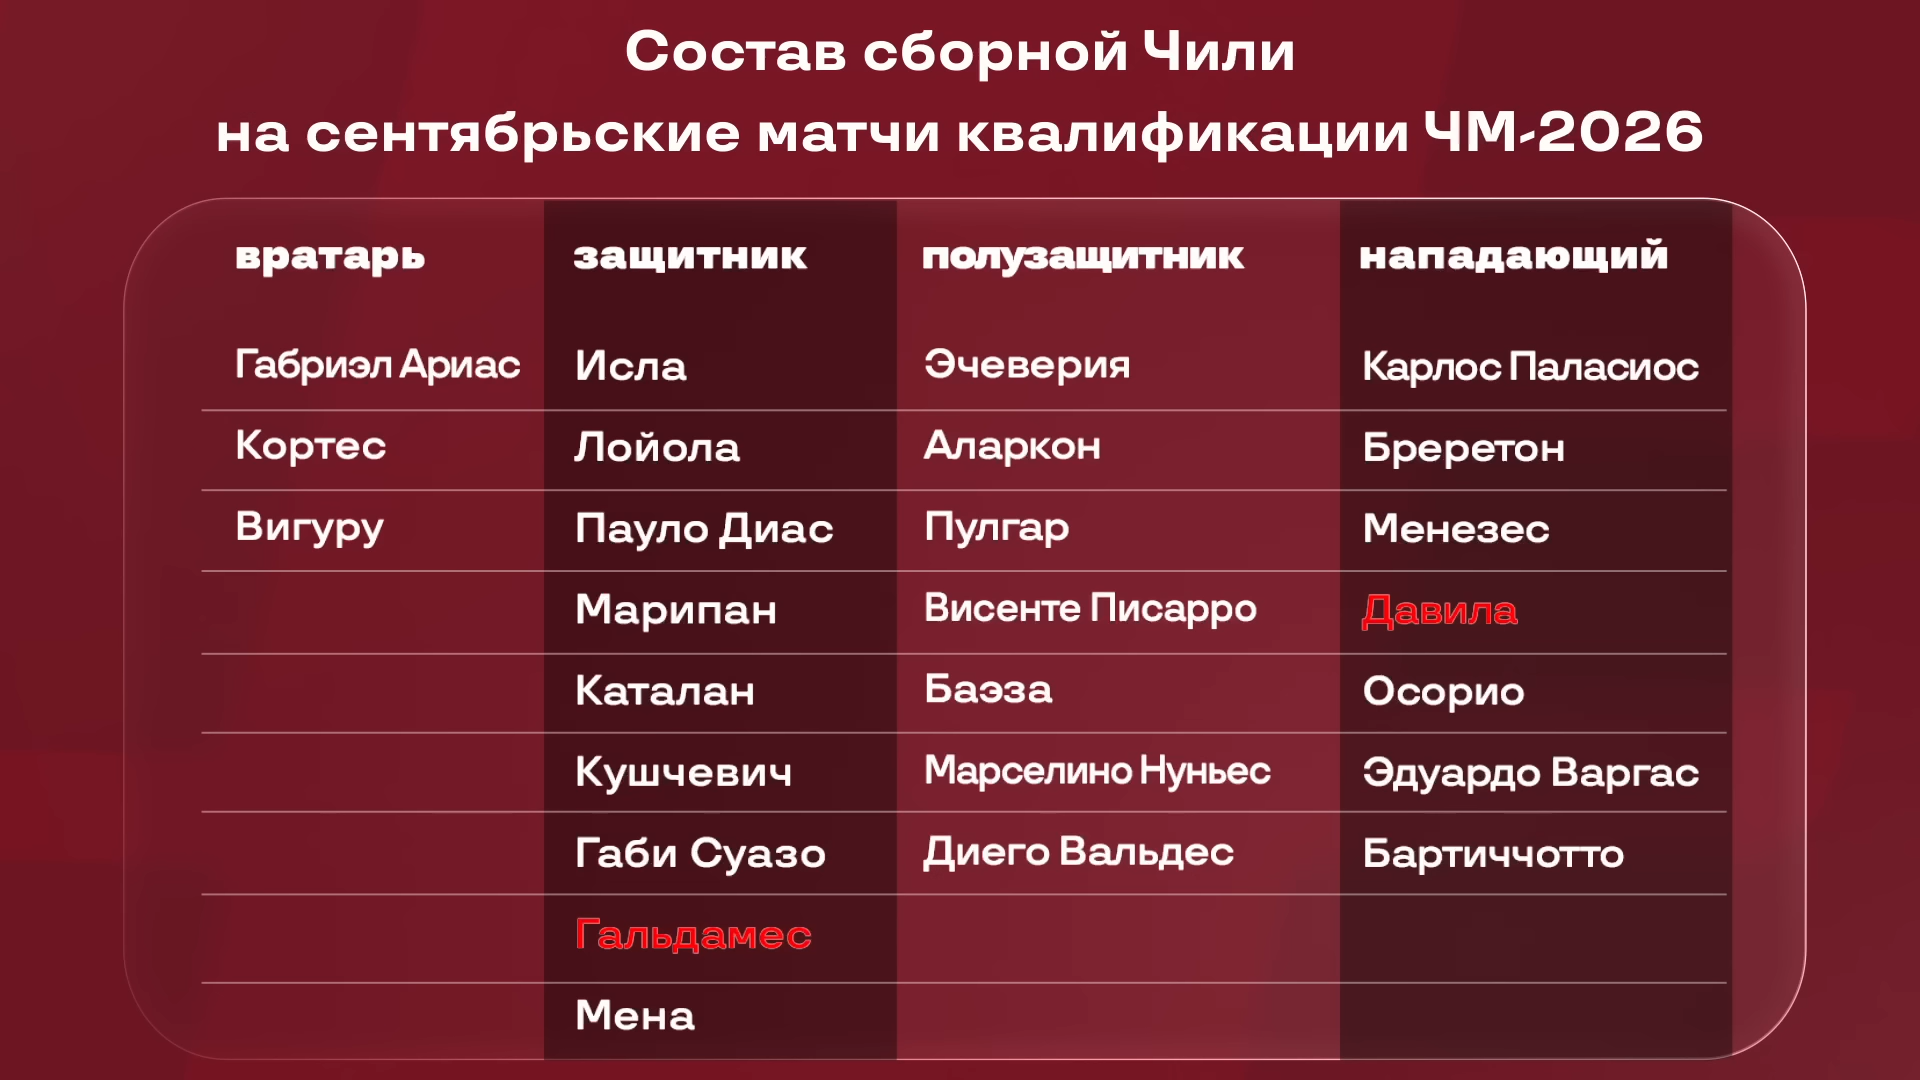 Состав сборной Чили
на сентябрьские матчи квалификации ЧМ-2026
вратарь защитник полузащитник нападающий
Габриэл Ариас Исла Эчеверия Карлос Паласиос
Кортес Лойола Аларкон Бреретон
Вигуру Пауло Диас Пулгар Менезес
Марипан Висенте Писарро Давила
Каталан Баэза Осорио
Кушчевич Марселино Нуньес Эдуардо Варгас
Габи Суазо Диего Вальдес Бартиччотто
Гальдамес
Мена